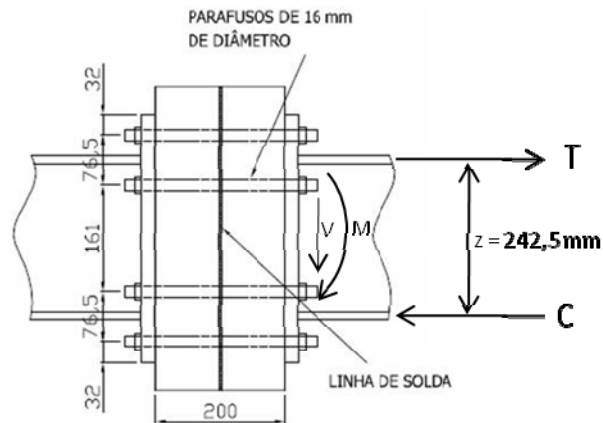 PARAFUSOS DE 16 mm
DE DIÂMETRO
32
76,5
161
76,5
32
T
V
M
z = 242,5mm
C
LINHA DE SOLDA
200